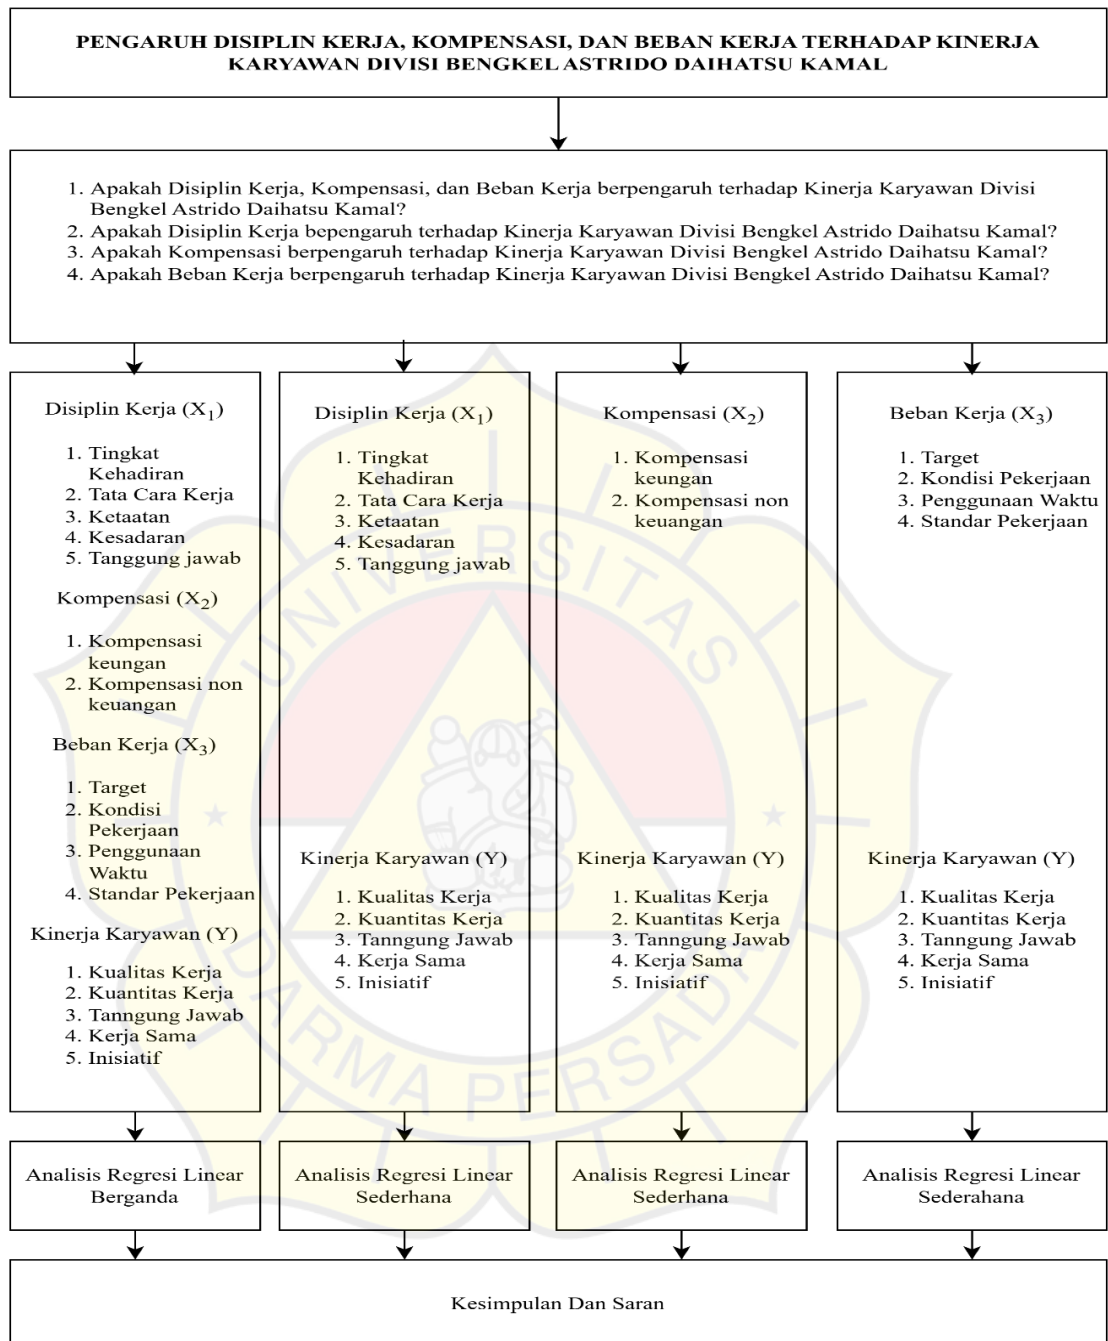 PENGARUH DISIPLIN KERJA, KOMPENSASI, DAN BEBAN KERJA TERHADAP KINERJA
KARYAWAN DIVISI BENGKEL ASTRIDO DAIHATSU KAMAL
1. Apakah Disiplin Kerja, Kompensasi, dan Beban Kerja berpengaruh terhadap Kinerja Karyawan Divisi
Bengkel Astrido Daihatsu Kamal?
2. Apakah Disiplin Kerja bepengaruh terhadap Kinerja Karyawan Divisi Bengkel Astrido Daihatsu Kamal?
3. Apakah Kompensasi berpengaruh terhadap Kinerja Karyawan Divisi Bengkel Astrido Daihatsu Kamal?
4. Apakah Beban Kerja berpengaruh terhadap Kinerja Karyawan Divisi Bengkel Astrido Daihatsu Kamal?
Disiplin Kerja (X₁)
1. Tingkat
Kehadiran
2. Tata Cara Kerja
3. Ketaatan
4. Kesadaran
5. Tanggung jawab
Kompensasi (X₂)
1. Kompensasi
keungan
2. Kompensasi non
keuangan
Beban Kerja (X₃)
1. Target
2. Kondisi
Pekerjaan
3. Penggunaan
Waktu
4. Standar Pekerjaan
Kinerja Karyawan (Y)
1. Kualitas Kerja
2. Kuantitas Kerja
3. Tanngung Jawab
4. Kerja Sama
5. Inisiatif
Disiplin Kerja (X₁)
1. Tingkat
Kehadiran
2. Tata Cara Kerja
3. Ketaatan
4. Kesadaran
5. Tanggung jawab
Kinerja Karyawan (Y)
1. Kualitas Kerja
2. Kuantitas Kerja
3. Tanngung Jawab
4. Kerja Sama
5. Inisiatif
Kompensasi (X₂)
1. Kompensasi
keungan
2. Kompensasi non
keuangan
Kinerja Karyawan (Y)
1. Kualitas Kerja
2. Kuantitas Kerja
3. Tanngung Jawab
4. Kerja Sama
5. Inisiatif
Beban Kerja (X₃)
1. Target
2. Kondisi Pekerjaan
3. Penggunaan Waktu
4. Standar Pekerjaan
Kinerja Karyawan (Y)
1. Kualitas Kerja
2. Kuantitas Kerja
3. Tanngung Jawab
4. Kerja Sama
5. Inisiatif
Analisis Regresi Linear
Berganda
Analisis Regresi Linear
Sederhana
Analisis Regresi Linear
Sederhana
Analisis Regresi Linear
Sederahana
Kesimpulan Dan Saran
UNIVERSITAS
DARMA PERSADA